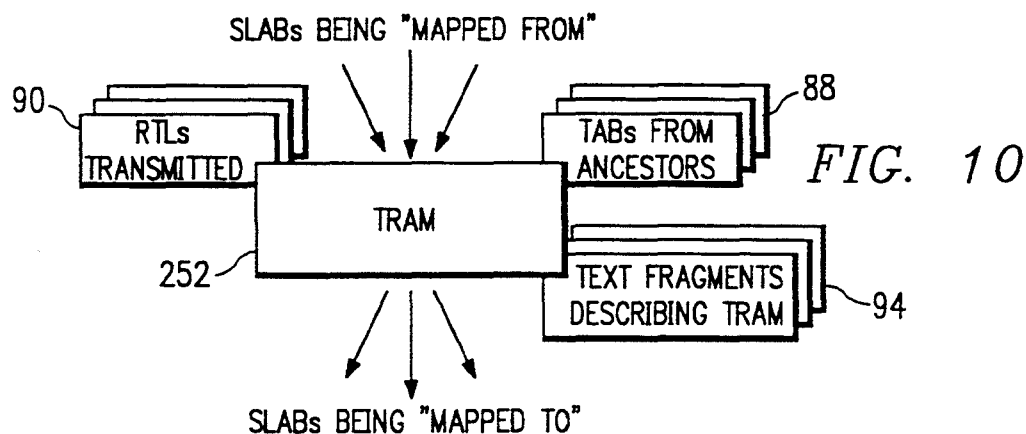 SLABs BEING "MAPPED FROM"
90
RTLs
TRANSMITTED
TABs FROM
ANCESTORS
88
FIG. 10
TRAM
252
TEXT FRAGMENTS
DESCRIBING TRAM
94
SLABs BEING "MAPPED TO"